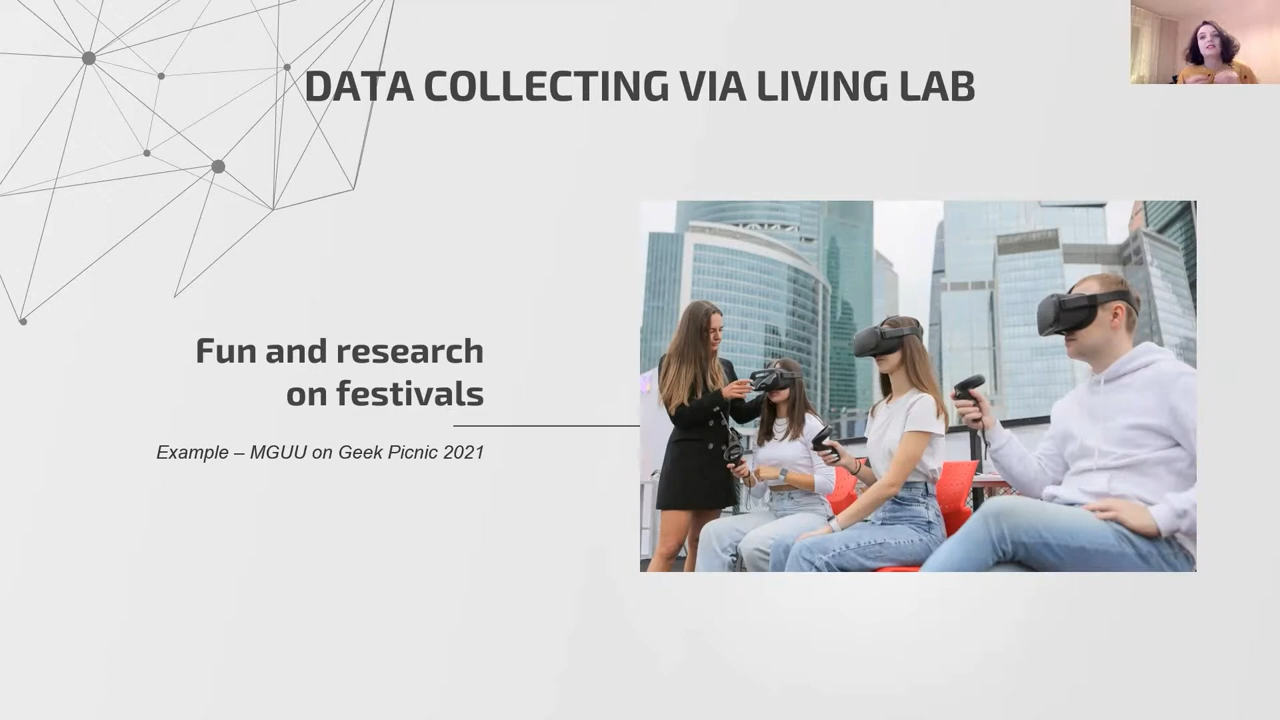 DATA COLLECTING VIA LIVING LAB
Fun and research
on festivals
Example – MGUU on Geek Picnic 2021